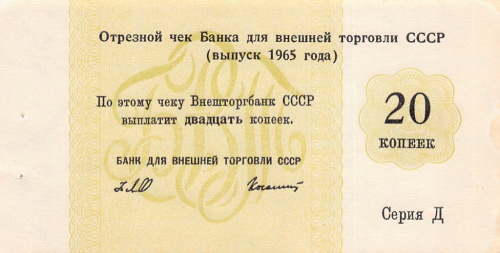 Отрезной чек Банка для внешней торговли СССР
(выпуск 1965 года)
По этому чеку Внешторгбанк СССР
выплатит двадцать копеек.
БАНК ДЛЯ ВНЕШНЕЙ ТОРГОВЛИ СССР
20
КОПЕЕК
Серия Д